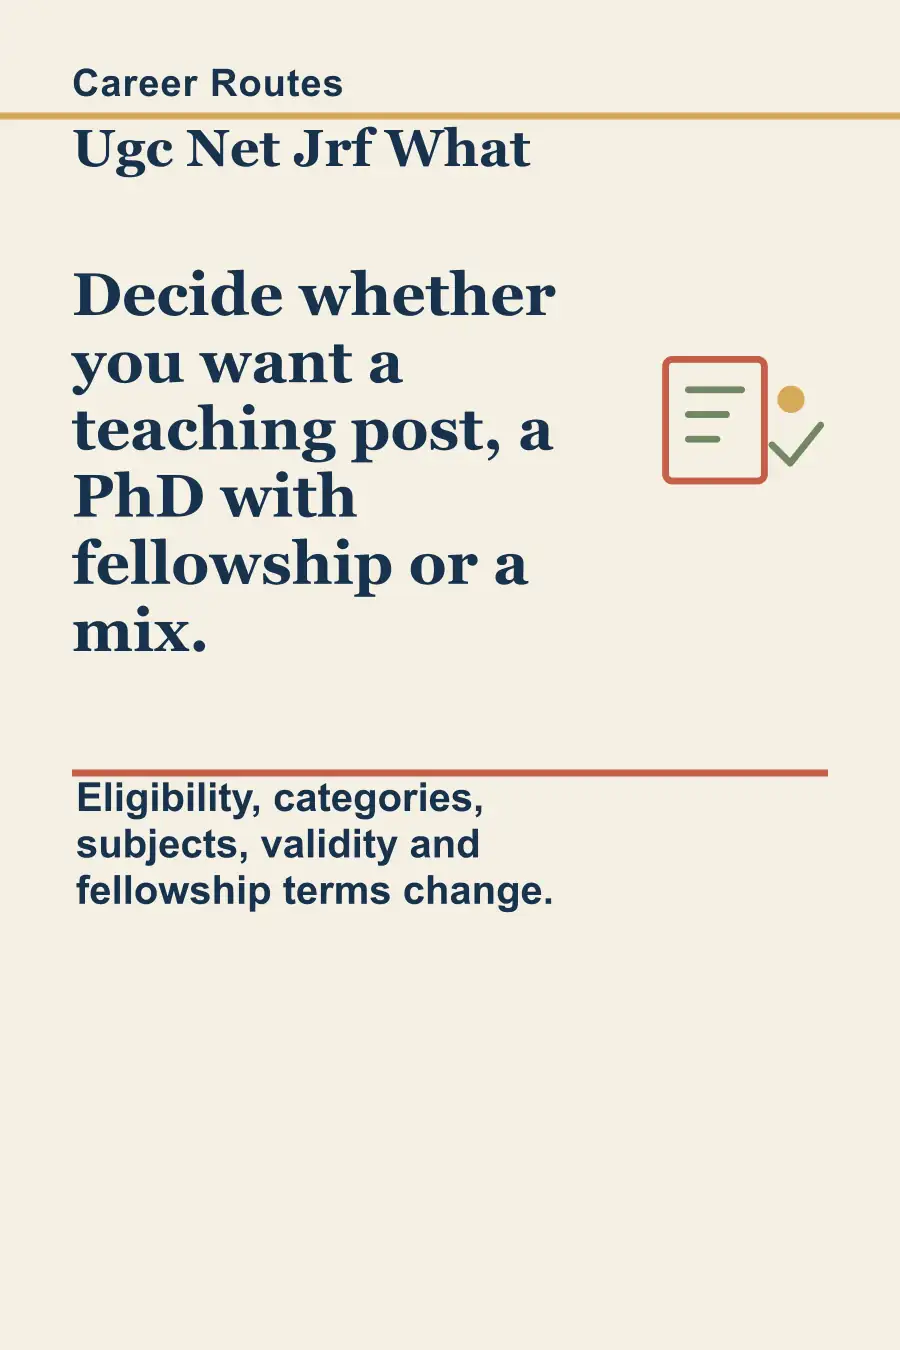 Career Routes
Ugc Net Jrf What
Decide whether
you want a
teaching post, a
PhD with
fellowship or a
mix.
Eligibility, categories,
subjects, validity and
fellowship terms change.